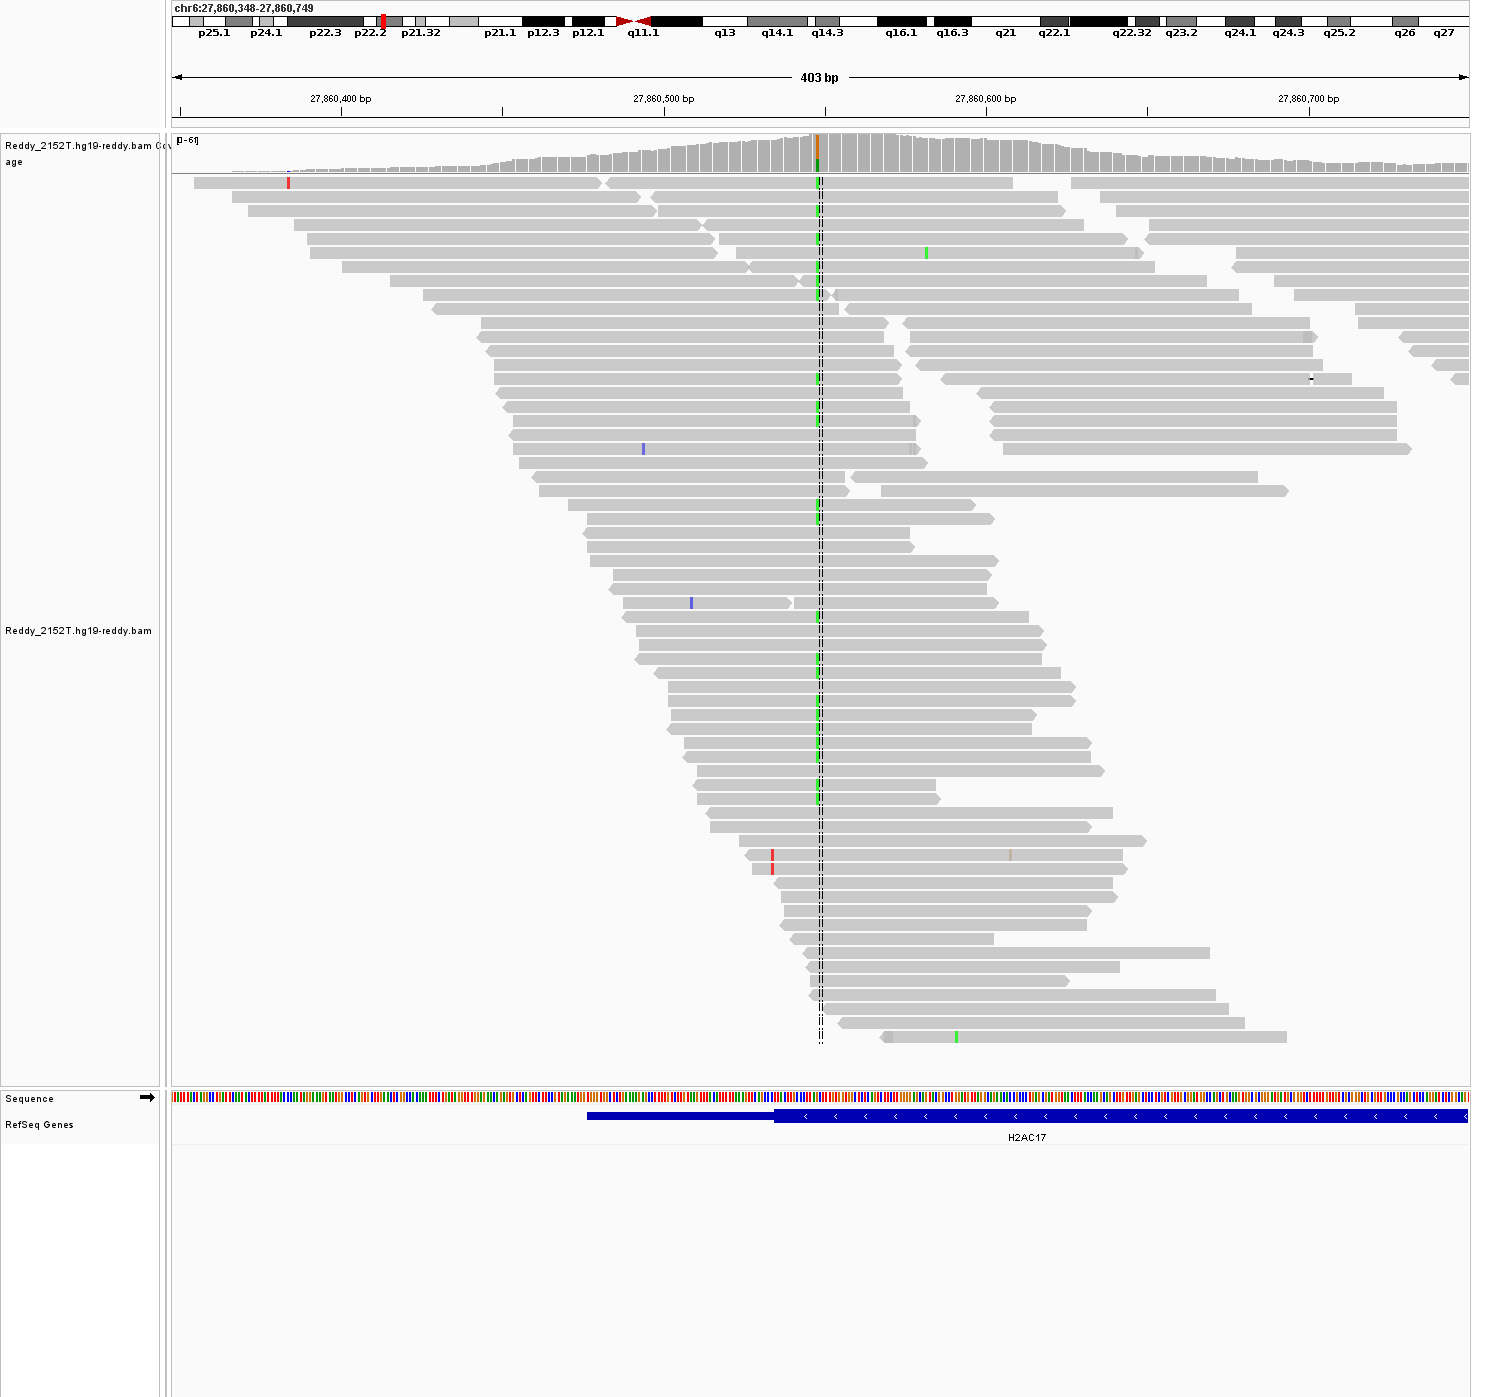 chr6:27,860,348-27,860,749
p25.1 p24.1 p22.3 p22.2 p21.32 p21.1 p12.3 p12.1 q11.1 q13 q14.1 q14.3 q16.1 q16.3 q21 q22.1 q22.32 q23.2 q24.1 q24.3 q25.2 q26 q27
403 bp
27,860,400 bp 27,860,500 bp 27,860,600 bp 27,860,700 bp
[0-61]
Reddy_2152T.hg19-reddy.bam Cov
age
Reddy_2152T.hg19-reddy.bam
Sequence
RefSeq Genes
H2AC17